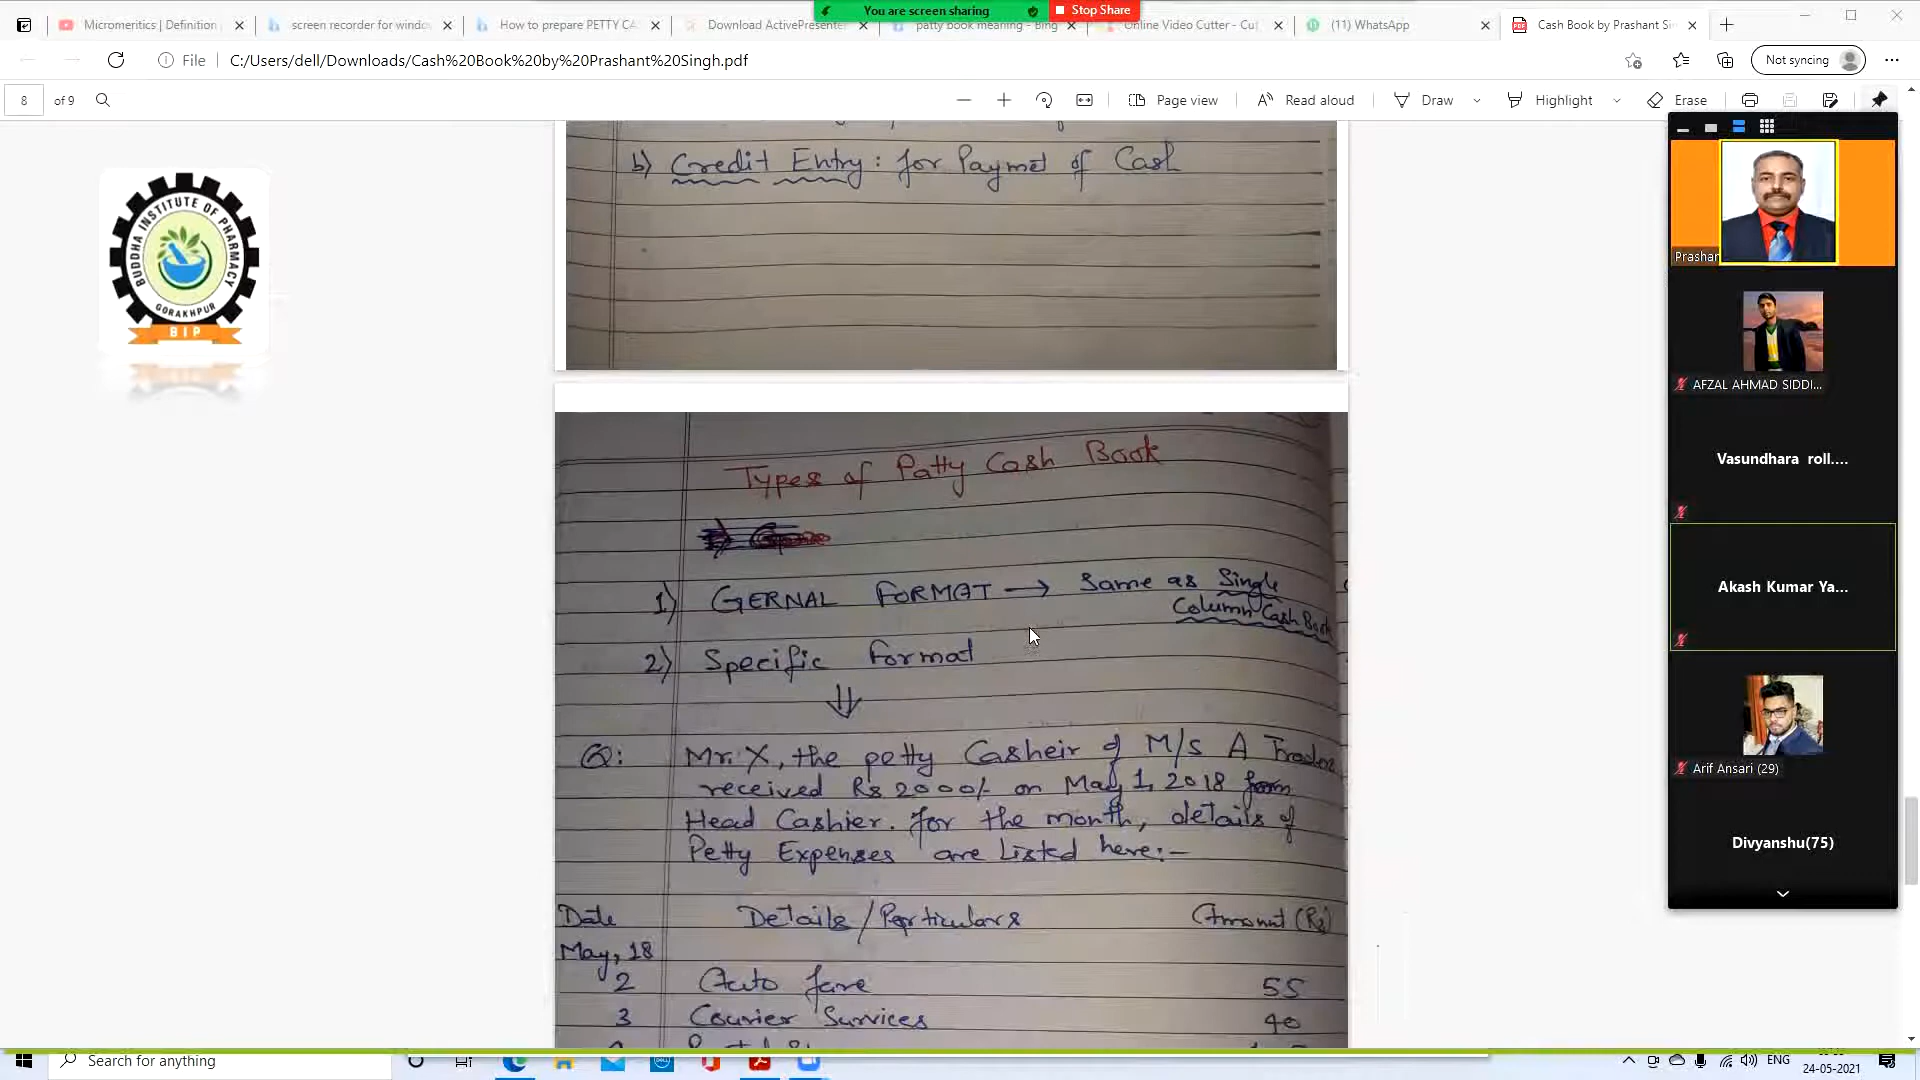 Micromeritics | Definition
screen recorder for windo
How to prepare PETTY CA
Download ActivePresente
patty book meaning - Bing
Online Video Cutter - Cut
(11) WhatsApp
Cash Book by Prashant Si
You are screen sharing
Stop Share
File
C:/Users/dell/Downloads/Cash%20Book%20by%20Prashant%20Singh.pdf
Not syncing
8 of 9
Page view
Read aloud
Draw
Highlight
Erase
BUDDHA INSTITUTE OF PHARMACY
GORAKHPUR
BIP
b) Credit Entry: for Paymet of Cash
Types of Patty Cash Book
1) GERNAL FORMAT → Same as Single
Column Cash Book
2) Specific Format
Q: Mr. X, the petty Casheir of M/s A Trader
received Rs 2000/- on May, 1, 2018 from
Head Cashier. for the month, details of
Petty Expenses are Listed here:-
Date Details/Particulars Amount (Rs)
May, 18
2 Auto fare 55
3 Courier Survices 40
Prashan
AFZAL AHMAD SIDDI...
Vasundhara roll....
Akash Kumar Ya...
Arif Ansari (29)
Divyanshu(75)
Search for anything
ENG
24-05-2021